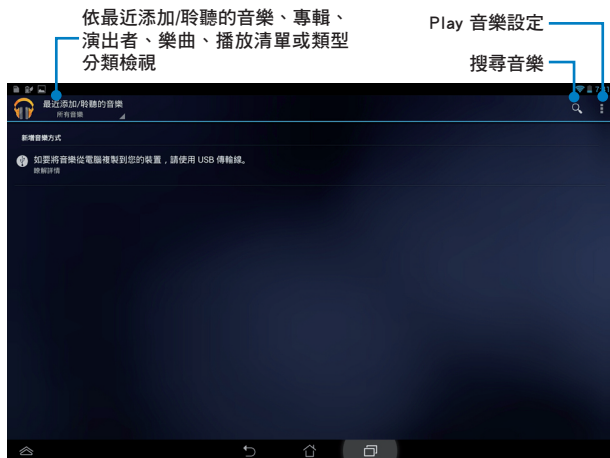 依最近添加/聆聽的音樂、專輯、
演出者、樂曲、播放清單或類型
分類檢視
Play 音樂設定
搜尋音樂
最近添加/聆聽的音樂
所有音樂
新增音樂方式
如要將音樂從電腦複製到您的裝置，請使用 USB 傳輸線。
瞭解詳情